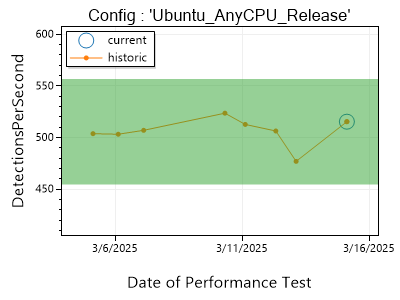 Config : 'Ubuntu_AnyCPU_Release'
600
current
historic
550
500
450
DetectionsPerSecond
3/6/2025
3/11/2025
3/16/2025
Date of Performance Test